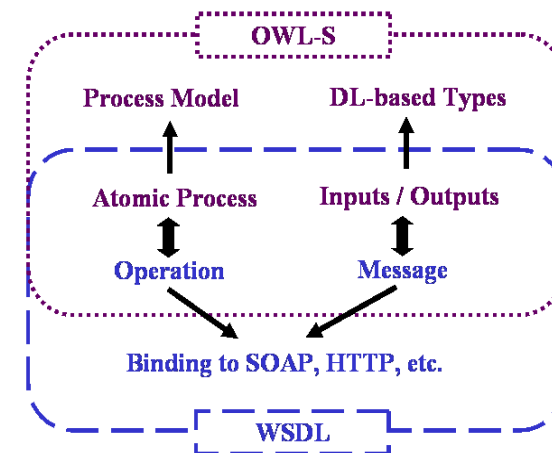 OWL-S
Process Model
DL-based Types
Atomic Process
Inputs / Outputs
Operation
Message
Binding to SOAP, HTTP, etc.
WSDL